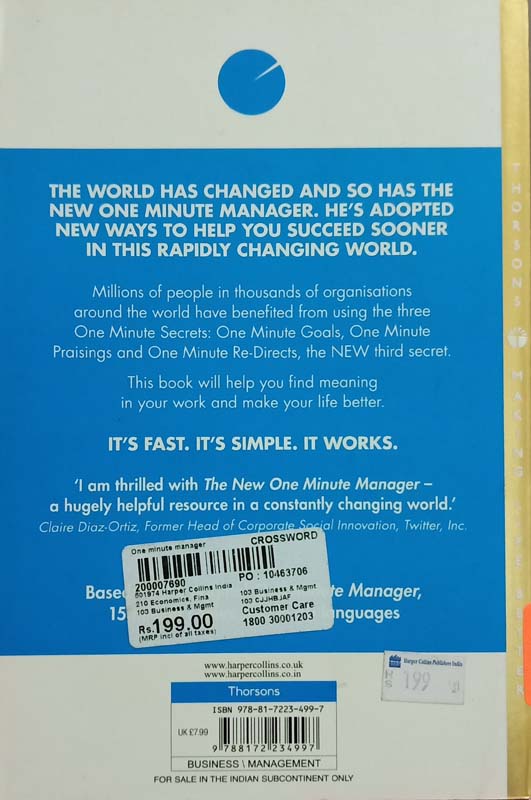 THE WORLD HAS CHANGED AND SO HAS THE
NEW ONE MINUTE MANAGER. HE'S ADOPTED
NEW WAYS TO HELP YOU SUCCEED SOONER
IN THIS RAPIDLY CHANGING WORLD.
Millions of people in thousands of organisations
around the world have benefited from using the three
One Minute Secrets: One Minute Goals, One Minute
Praisings and One Minute Re-Directs, the NEW third secret.
This book will help you find meaning
in your work and make your life better.
IT'S FAST. IT'S SIMPLE. IT WORKS.
'I am thrilled with The New One Minute Manager –
a hugely helpful resource in a constantly changing world.'
Claire Diaz-Ortiz, Former Head of Corporate Social Innovation, Twitter, Inc.
One minute manager CROSSWORD
200007690 PO : 10463706
601974 Harper Collins India 103 Business & Mgmt
210 Economics, Fina 103 CJJHBJAF
103 Business & Mgmt Customer Care
Rs.199.00 1800 30001203
(MRP incl of all taxes)
Manager,
15
www.harpercollins.co.uk
www.harpercollins.co.in
Harper Collins Publishers India
H
S 199
Thorsons
ISBN 978-81-7223-499-7
UK £7.99
9 788172 234997
BUSINESS \ MANAGEMENT
FOR SALE IN THE INDIAN SUBCONTINENT ONLY
THORSONS